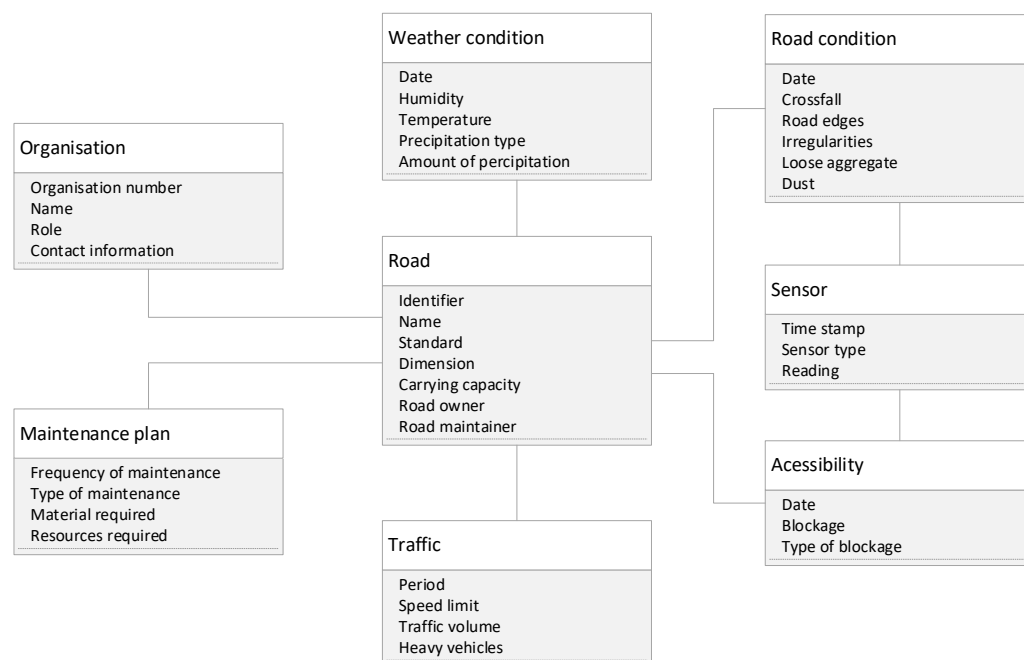 Weather condition
Date
Humidity
Temperature
Precipitation type
Amount of percipitation
Road condition
Date
Crossfall
Road edges
Irregularities
Loose aggregate
Dust
Organisation
Organisation number
Name
Role
Contact information
Road
Identifier
Name
Standard
Dimension
Carrying capacity
Road owner
Road maintainer
Sensor
Time stamp
Sensor type
Reading
Maintenance plan
Frequency of maintenance
Type of maintenance
Material required
Resources required
Acessibility
Date
Blockage
Type of blockage
Traffic
Period
Speed limit
Traffic volume
Heavy vehicles